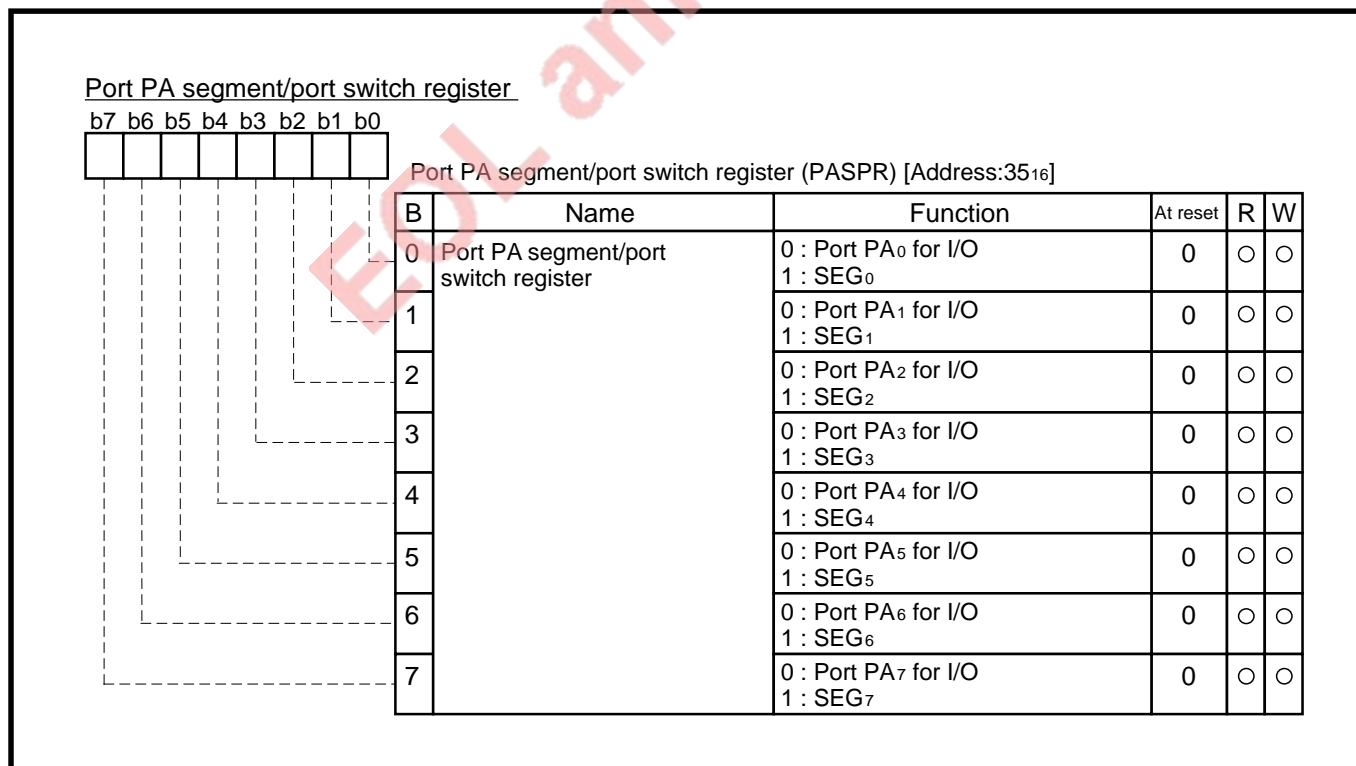 EOL an
Port PA segment/port switch register
b7 b6 b5 b4 b3 b2 b1 b0
Port PA segment/port switch register (PASPR) [Address:35₁₆]
B Name Function At reset R W
0 Port PA segment/port switch register 0 : Port PA₀ for I/O 0 ○ ○
1 : SEG₀
1 0 : Port PA₁ for I/O 0 ○ ○
1 : SEG₁
2 0 : Port PA₂ for I/O 0 ○ ○
1 : SEG₂
3 0 : Port PA₃ for I/O 0 ○ ○
1 : SEG₃
4 0 : Port PA₄ for I/O 0 ○ ○
1 : SEG₄
5 0 : Port PA₅ for I/O 0 ○ ○
1 : SEG₅
6 0 : Port PA₆ for I/O 0 ○ ○
1 : SEG₆
7 0 : Port PA₇ for I/O 0 ○ ○
1 : SEG₇